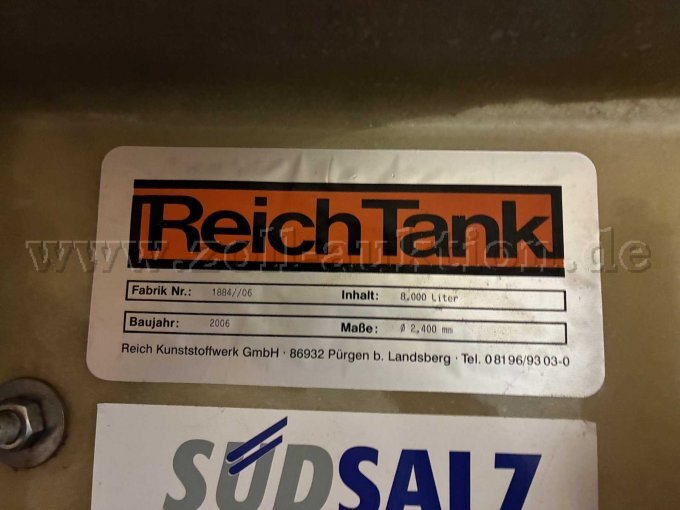 ReichTank
www.zoll-auktion.de
Fabrik Nr.: 1884//06 Inhalt: 8,000 Liter
Baujahr: 2006 Maße: Ø 2,400 mm
Reich Kunststoffwerk GmbH · 86932 Pürgen b. Landsberg · Tel. 08196/9303-0
SÜDSALZ